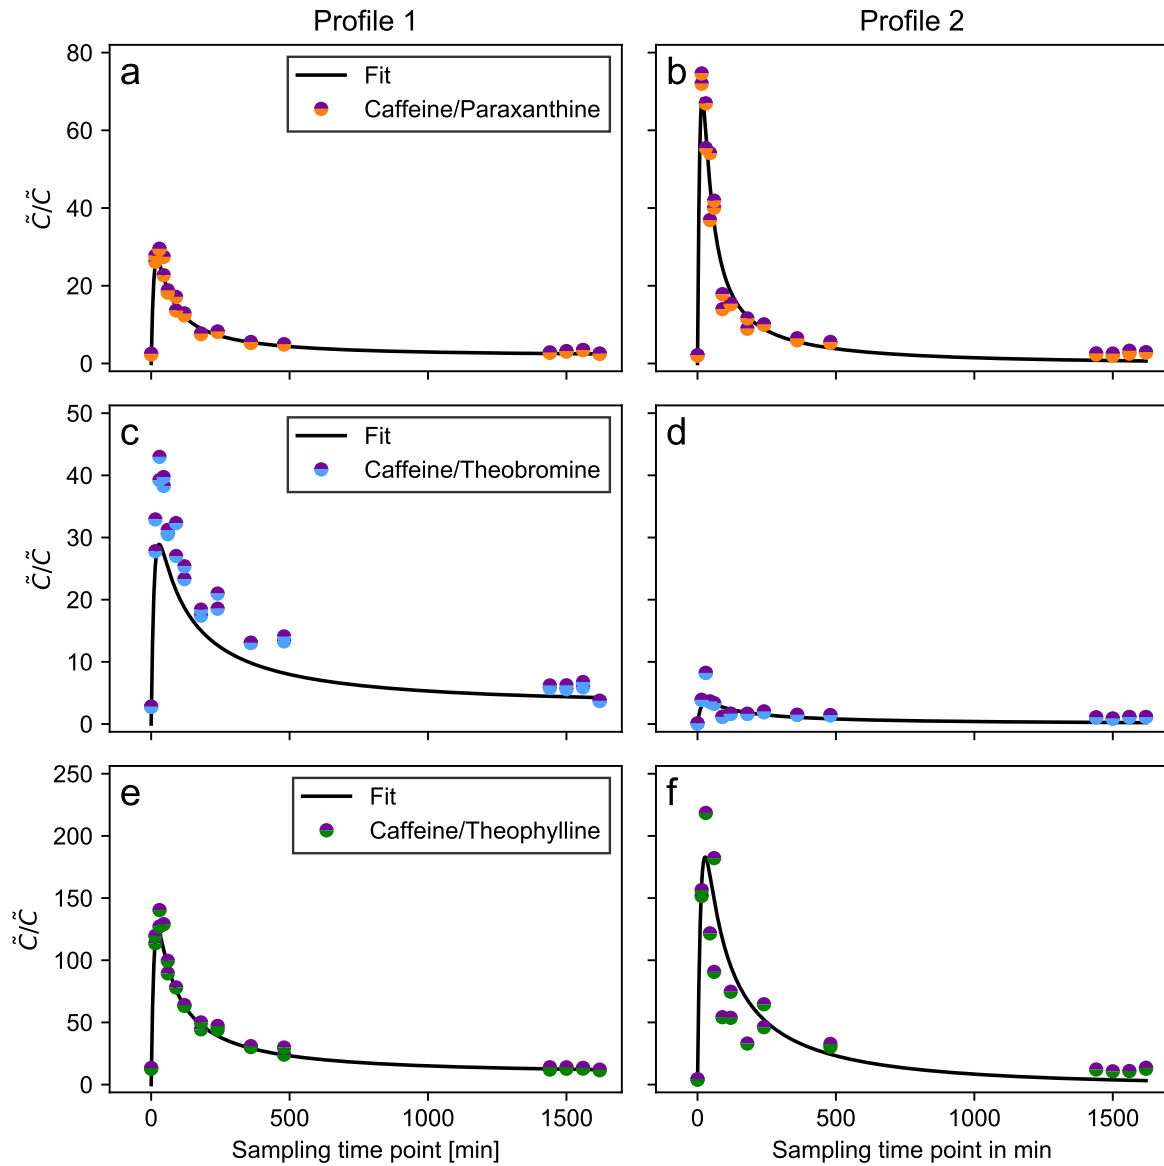 Profile 1 Profile 2
80
60
40
20
0
C̃/C̃
a
Fit
Caffeine/Paraxanthine
b
50
40
30
20
10
0
C̃/C̃
c
Fit
Caffeine/Theobromine
d
250
200
150
100
50
0
C̃/C̃
e
Fit
Caffeine/Theophylline
f
0 500 1000 1500 0 500 1000 1500
Sampling time point [min] Sampling time point in min